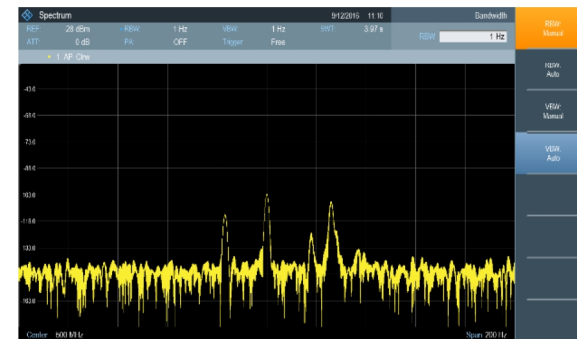 Spectrum 9/12/2016 11:10 Bandwidth
REF: 28 dBm RBW: 1 Hz VBW: 1 Hz SWT: 3.97 s
ATT: 0 dB PA: OFF Trigger: Free
RBW 1 Hz
1 AP Clrw
RBW:
Manual
RBW:
Auto
VBW:
Manual
VBW:
Auto
Center 500 MHz Span 200 Hz